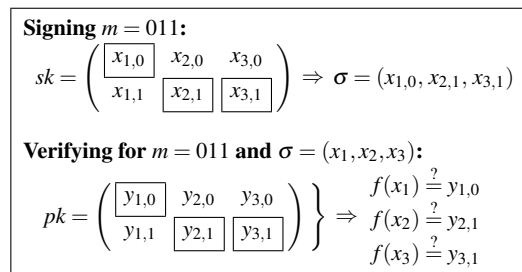 Signing m = 011:
sk = ( x1,0 x2,0 x3,0
x1,1 x2,1 x3,1 ) ⇒ σ = (x1,0, x2,1, x3,1)
Verifying for m = 011 and σ = (x1, x2, x3):
pk = ( y1,0 y2,0 y3,0
y1,1 y2,1 y3,1 ) } ⇒
f(x1) ≟ y1,0
f(x2) ≟ y2,1
f(x3) ≟ y3,1